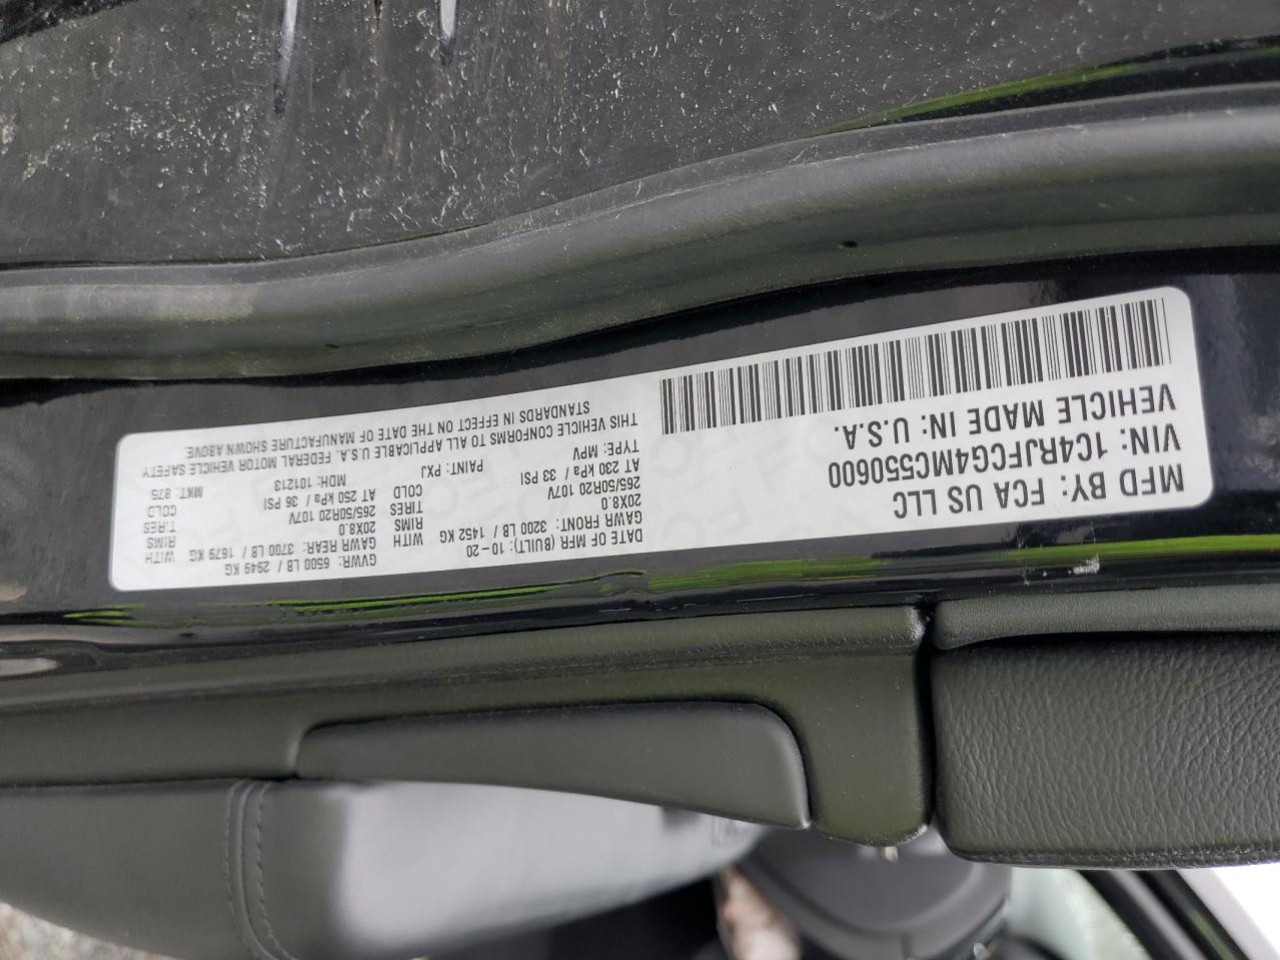 MFD BY: FCA US LLC
VIN: 1C4RJFCG4MC550600
VEHICLE MADE IN: U.S.A.
DATE OF MFR (BUILT): 10-20
GVWR: 6500 LB / 2949 KG
GAWR FRONT: 3200 LB / 1452 KG WITH
GAWR REAR: 3700 LB / 1679 KG WITH
20X8.0 RIMS
20X8.0 RIMS
265/50R20 107V TIRES
265/50R20 107V TIRES
AT 230 kPa / 33 PSI COLD
AT 250 kPa / 36 PSI COLD
TYPE: MPV
PAINT: PXJ
MDH: 101213
MKT: 875
THIS VEHICLE CONFORMS TO ALL APPLICABLE U.S.A. FEDERAL MOTOR VEHICLE SAFETY
STANDARDS IN EFFECT ON THE DATE OF MANUFACTURE SHOWN ABOVE.